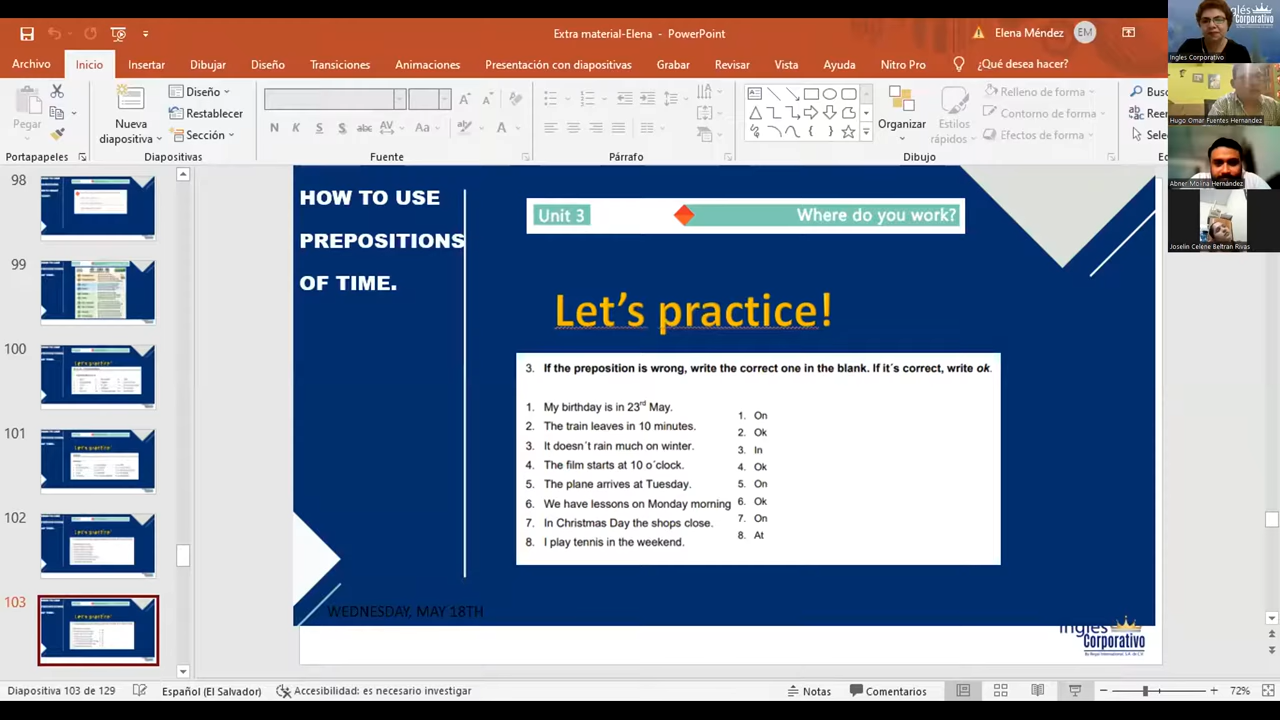 Extra material-Elena - PowerPoint
Elena Méndez
EM
Archivo
Inicio
Insertar
Dibujar
Diseño
Transiciones
Animaciones
Presentación con diapositivas
Grabar
Revisar
Vista
Ayuda
Nitro Pro
¿Qué desea hacer?
Pegar
Nueva
diapositiva
Diseño
Restablecer
Sección
N
K
S
S
abc
AV
Aa
A
A
Organizar
Estilos
rápidos
Relleno de forma
Contorno de forma
Efectos de forma
Portapapeles
Diapositivas
Fuente
Párrafo
Dibujo
Inglés
Corporativo
Ingles Corporativo
Hugo Omar Fuentes Hernandez
Abner Molina Hernández
Joselin Celene Beltran Rivas
98
99
100
101
102
103
HOW TO USE
PREPOSITIONS
OF TIME.
Unit 3
Where do you work?
Let's practice!
3. If the preposition is wrong, write the correct one in the blank. If it´s correct, write ok.
1. My birthday is in 23rd May.
2. The train leaves in 10 minutes.
3. It doesn´t rain much on winter.
4. The film starts at 10 o´clock.
5. The plane arrives at Tuesday.
6. We have lessons on Monday morning
7. In Christmas Day the shops close.
8. I play tennis in the weekend.
1. On
2. Ok
3. In
4. Ok
5. On
6. Ok
7. On
8. At
WEDNESDAY, MAY 18TH
Inglés
Corporativo
Diapositiva 103 de 129
Español (El Salvador)
Accesibilidad: es necesario investigar
Notas
Comentarios
72%